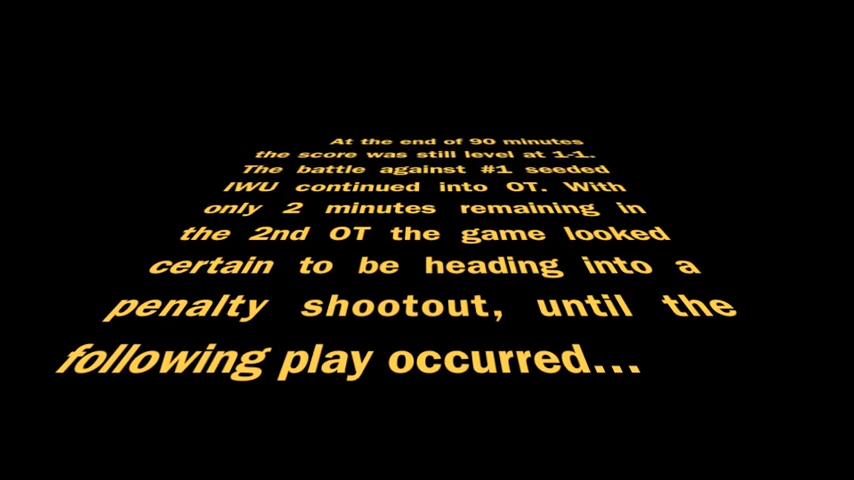 At the end of 90 minutes
the score was still level at 1-1.
The battle against #1 seeded
IWU continued into OT. With
only 2 minutes remaining in
the 2nd OT the game looked
certain to be heading into a
penalty shootout, until the
following play occurred...